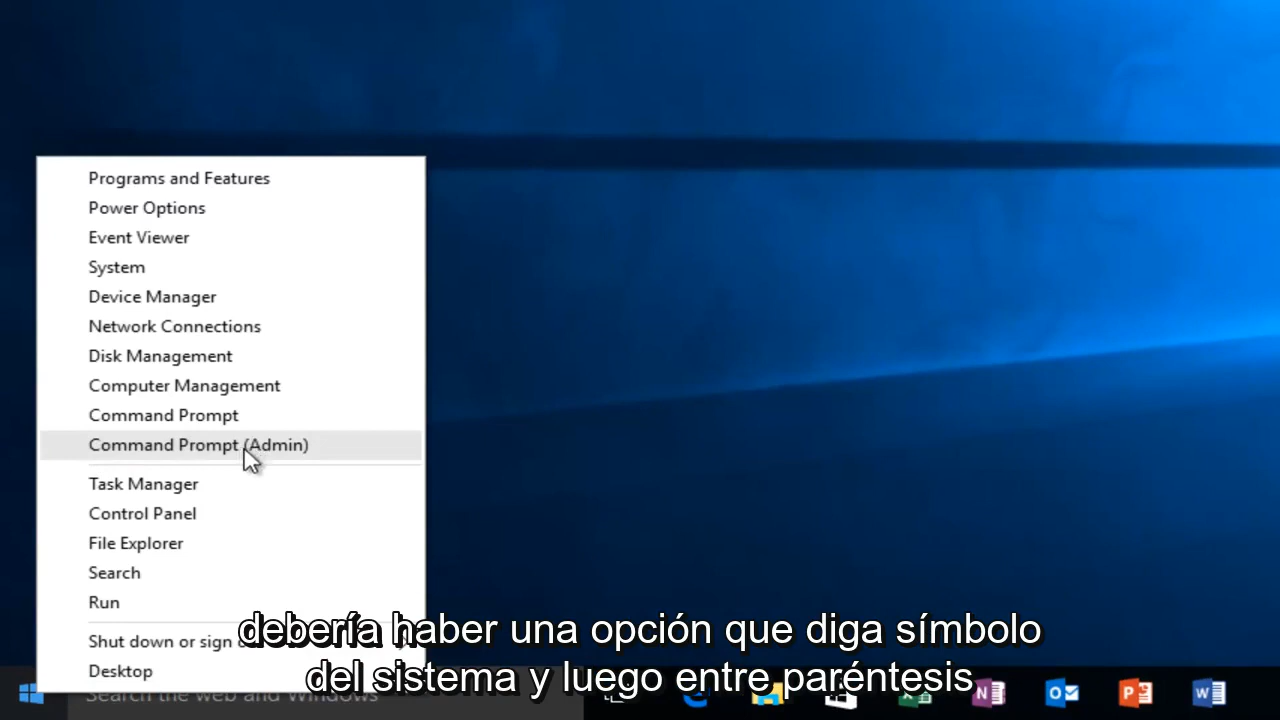 Programs and Features
Power Options
Event Viewer
System
Device Manager
Network Connections
Disk Management
Computer Management
Command Prompt
Command Prompt (Admin)
Task Manager
Control Panel
File Explorer
Search
Run
Shut down or sign
Desktop
debería haber una opción que diga símbolo
del sistema y luego entre paréntesis
Search the web and Windows
N
O
P
W